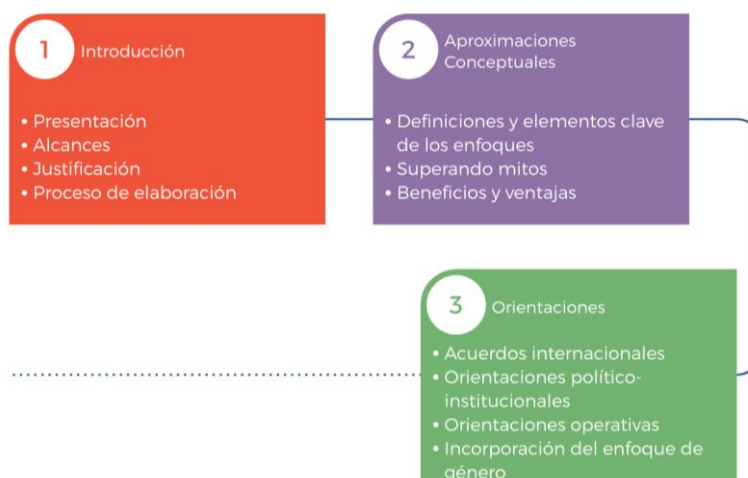 1 Introducción
• Presentación
• Alcances
• Justificación
• Proceso de elaboración
2 Aproximaciones
Conceptuales
• Definiciones y elementos clave
de los enfoques
• Superando mitos
• Beneficios y ventajas
3 Orientaciones
• Acuerdos internacionales
• Orientaciones político-
institucionales
• Orientaciones operativas
• Incorporación del enfoque de
género